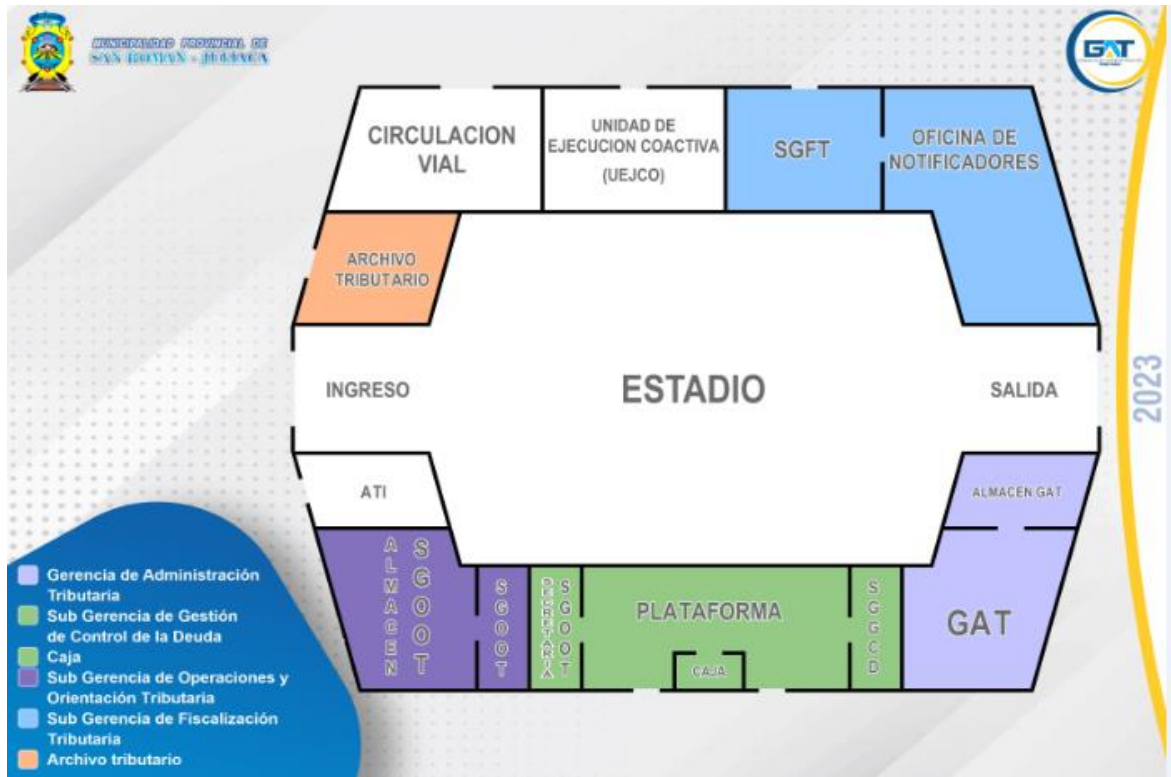 MUNICIPALIDAD PROVINCIAL DE
SAN ROMAN - JULIACA
GAT
CIRCULACION
VIAL
UNIDAD DE
EJECUCION COACTIVA
(UEJCO)
SGFT
OFICINA DE
NOTIFICADORES
ARCHIVO
TRIBUTARIO
INGRESO
ESTADIO
SALIDA
2023
ATI
ALMACEN GAT
ALMACEN
SGOOT
SGOOT
SECRETARIA
SGOOT
PLATAFORMA
CAJA
SGGCD
GAT
Gerencia de Administración
Tributaria
Sub Gerencia de Gestión
de Control de la Deuda
Caja
Sub Gerencia de Operaciones y
Orientación Tributaria
Sub Gerencia de Fiscalización
Tributaria
Archivo tributario